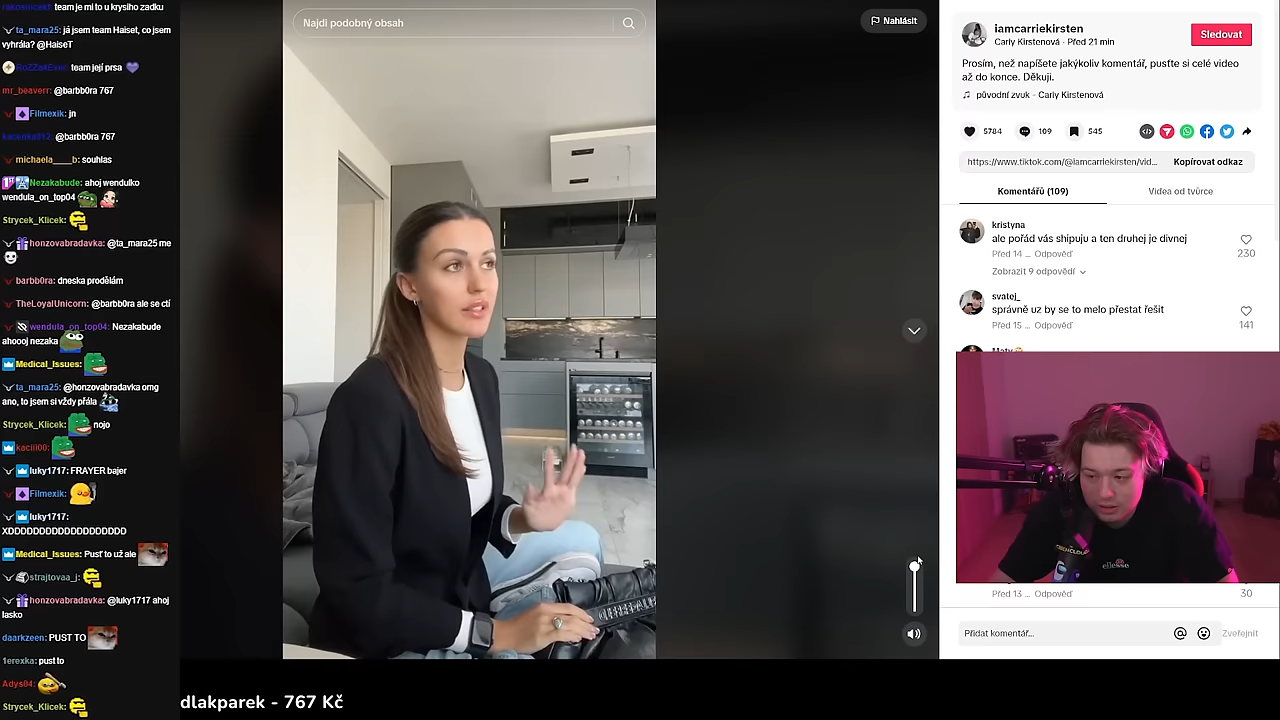 team je mi to u krysiho zadku
ta_mara25: já jsem team Haiset, co jsem
vyhrála? @HaiseT
team její prsa
mr_beaverr: @barbb0ra 767
Filmexik: jn
@barbb0ra 767
michaela____b: souhlas
Nezakabude: ahoj wendulko
wendula_on_top04
Strycek_Klicek:
honzovabradavka: @ta_mara25 me
barbb0ra: dneska prodělám
TheLoyalUnicorn: @barbb0ra ale se ctí
wendula_on_top04: Nezakabude
ahoooj nezaka
Medical_Issues:
ta_mara25: @honzovabradavka omg
ano, to jsem si vždy přála
Strycek_Klicek: nojo
kaciii00:
luky1717: FRAYER bajer
Filmexik:
luky1717:
XDDDDDDDDDDDDDDDDDDD
Medical_Issues: Pusť to už ale
strajtovaa_j:
honzovabradavka: @luky1717 ahoj
lasko
daarkzeen: PUST TO
1erexka: pust to
Adys04:
Strycek_Klicek:
Najdi podobný obsah
Nahlásit
dlakparek - 767 Kč
iamcarriekirsten
Carly Kirstenová · Před 21 min
Sledovat
Prosím, než napíšete jakýkoliv komentář, pusťte si celé video
až do konce. Děkuji.
původní zvuk - Carly Kirstenová
5784
109
545
https://www.tiktok.com/@iamcarriekirsten/vid...
Kopírovat odkaz
Komentářů (109)
Videa od tvůrce
kristyna
ale pořád vás shipuju a ten druhej je divnej
Před 14 ... Odpověď
230
Zobrazit 9 odpovědí
svatej_
správně uz by se to melo přestat řešit
Před 15 ... Odpověď
141
ellesse
Před 13 ... Odpověď
30
Přidat komentář...
Zveřejnit